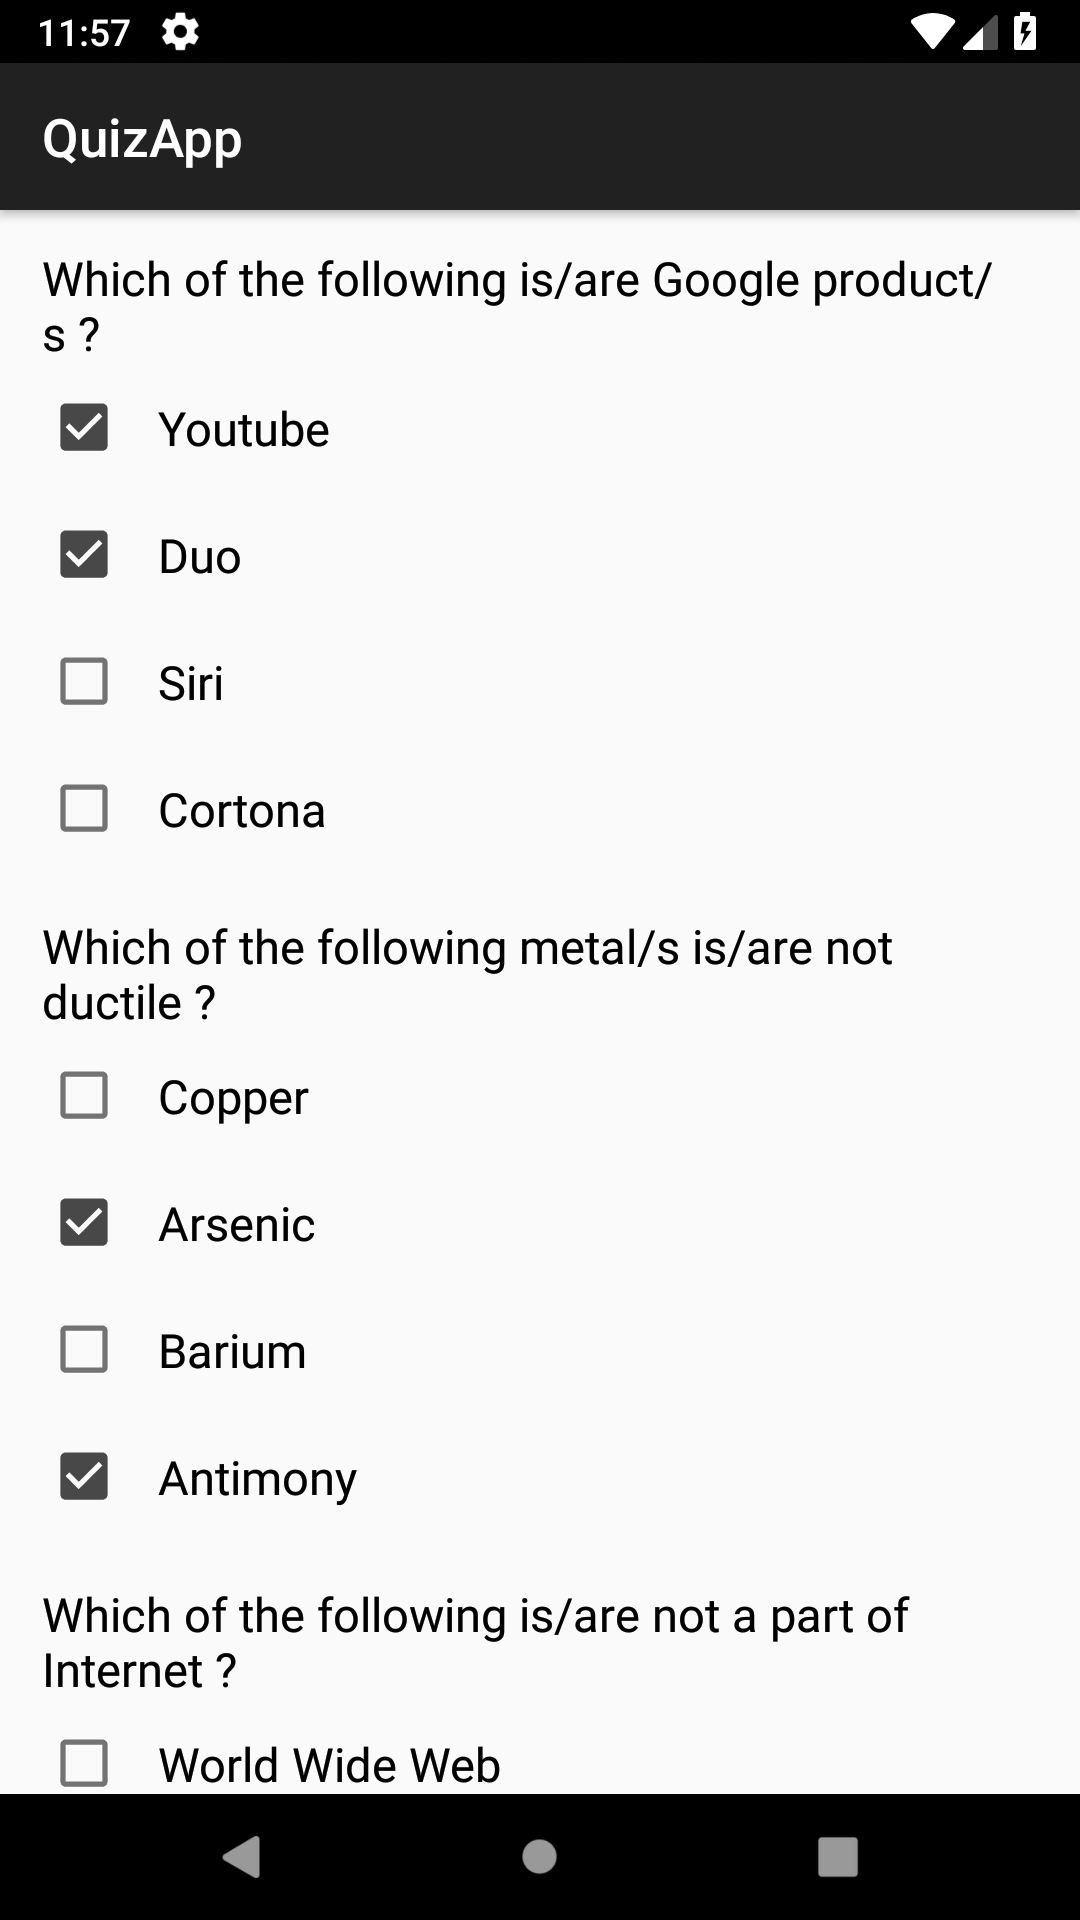 11:57
QuizApp
Which of the following is/are Google product/
s ?
Youtube
Duo
Siri
Cortona
Which of the following metal/s is/are not
ductile ?
Copper
Arsenic
Barium
Antimony
Which of the following is/are not a part of
Internet ?
World Wide Web